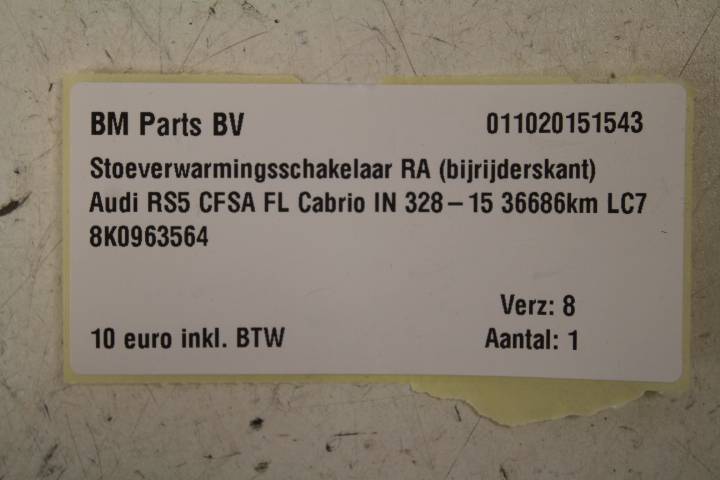 BM Parts BV 011020151543
Stoeverwarmingsschakelaar RA (bijrijderskant)
Audi RS5 CFSA FL Cabrio IN 328 – 15 36686km LC7
8K0963564
Verz: 8
10 euro inkl. BTW Aantal: 1